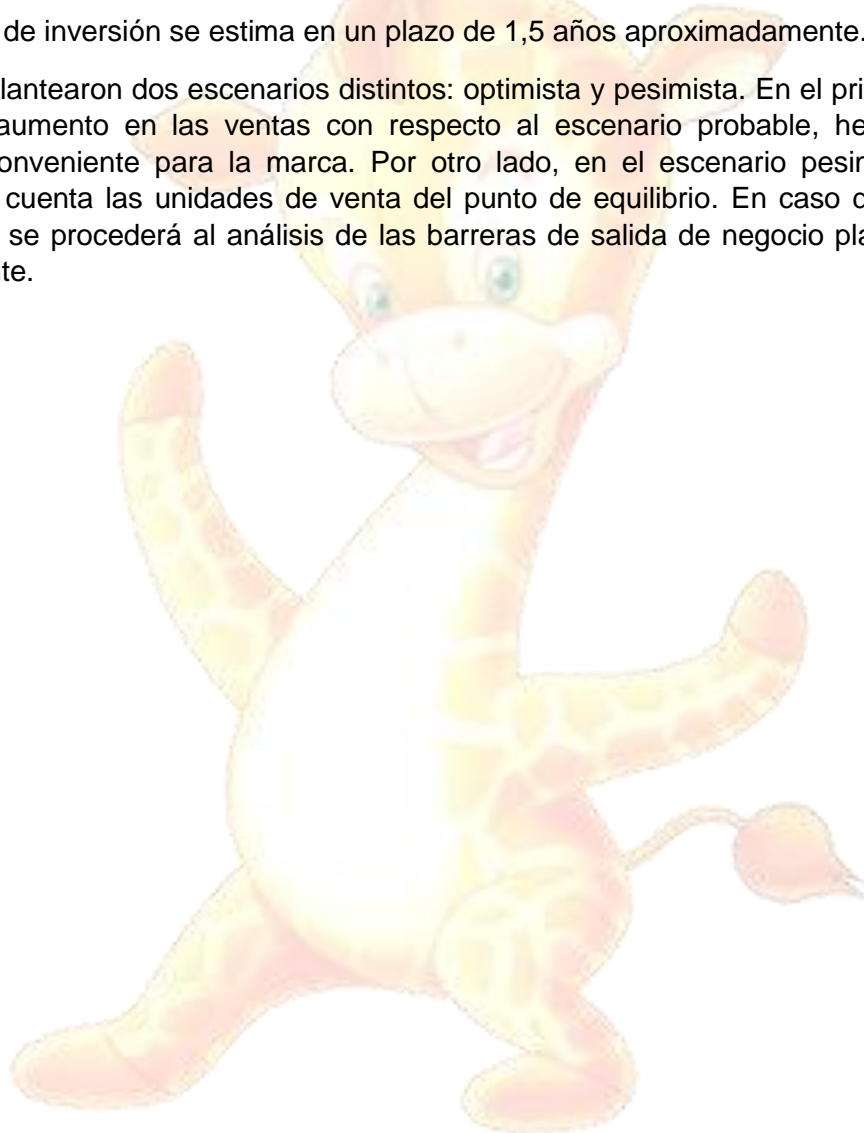 de inversión se estima en un plazo de 1,5 años aproximadamente.
lantearon dos escenarios distintos: optimista y pesimista. En el pri
aumento en las ventas con respecto al escenario probable, he
onveniente para la marca. Por otro lado, en el escenario pesi
cuenta las unidades de venta del punto de equilibrio. En caso
se procederá al análisis de las barreras de salida de negocio pla
te.